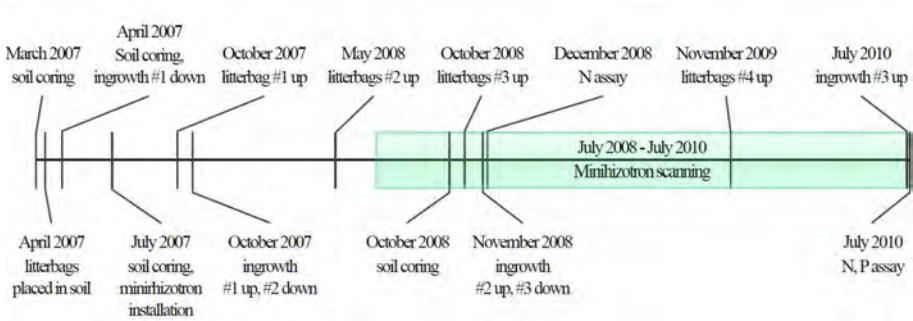 March 2007
soil coring
April 2007
Soil coring,
ingrowth #1 down
October 2007
litterbag #1 up
May 2008
litterbags #2 up
October 2008
litterbags #3 up
December 2008
N assay
November 2009
litterbags #4 up
July 2010
ingrowth #3 up
July 2008 - July 2010
Minihizotron scanning
April 2007
litterbags
placed in soil
July 2007
soil coring,
minirhizotron
installation
October 2007
ingrowth
#1 up, #2 down
October 2008
soil coring
November 2008
ingrowth
#2 up, #3 down
July 2010
N, P assay